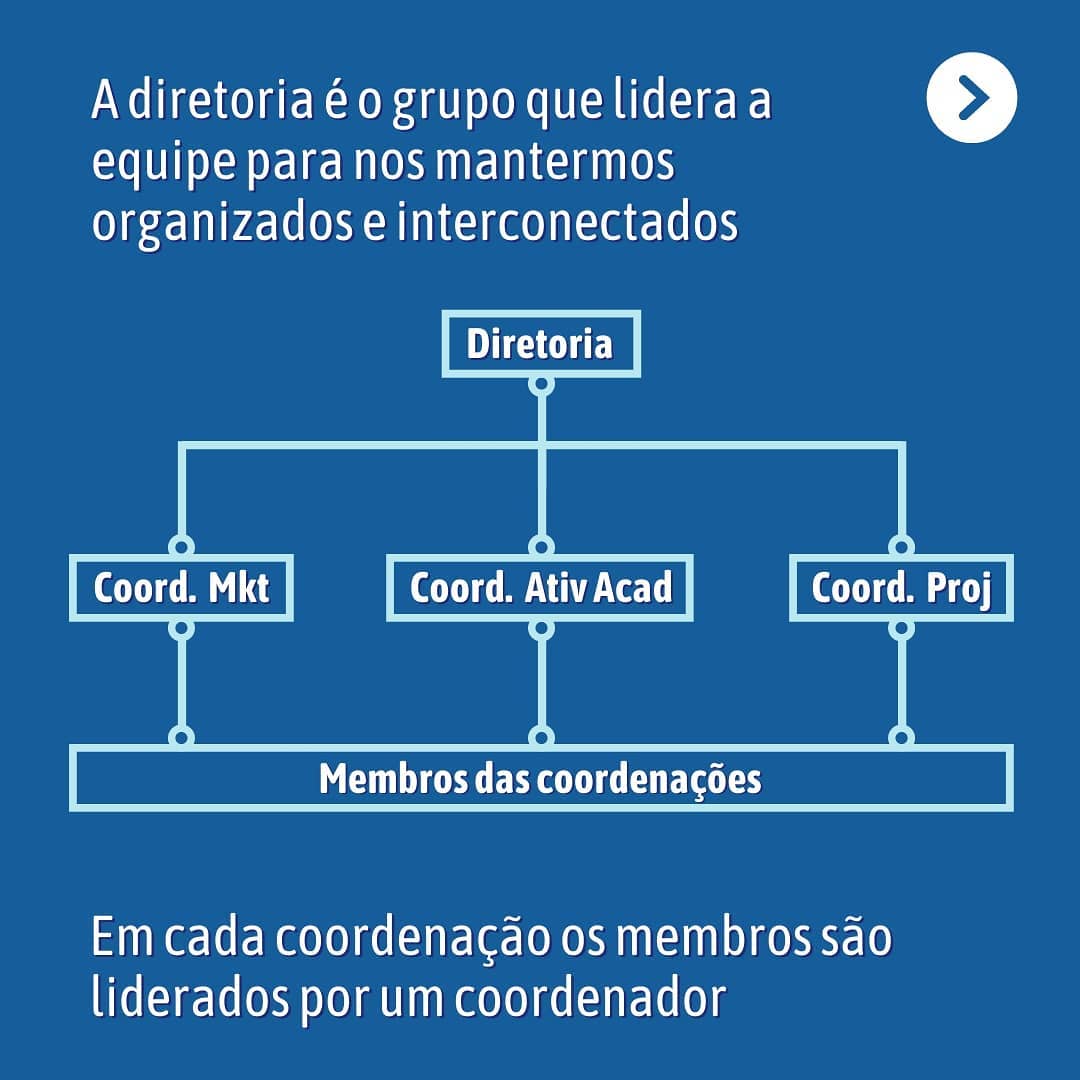 A diretoria é o grupo que lidera a
equipe para nos mantermos
organizados e interconectados
Diretoria
Coord. Mkt
Coord. Ativ Acad
Coord. Proj
Membros das coordenações
Em cada coordenação os membros são
liderados por um coordenador